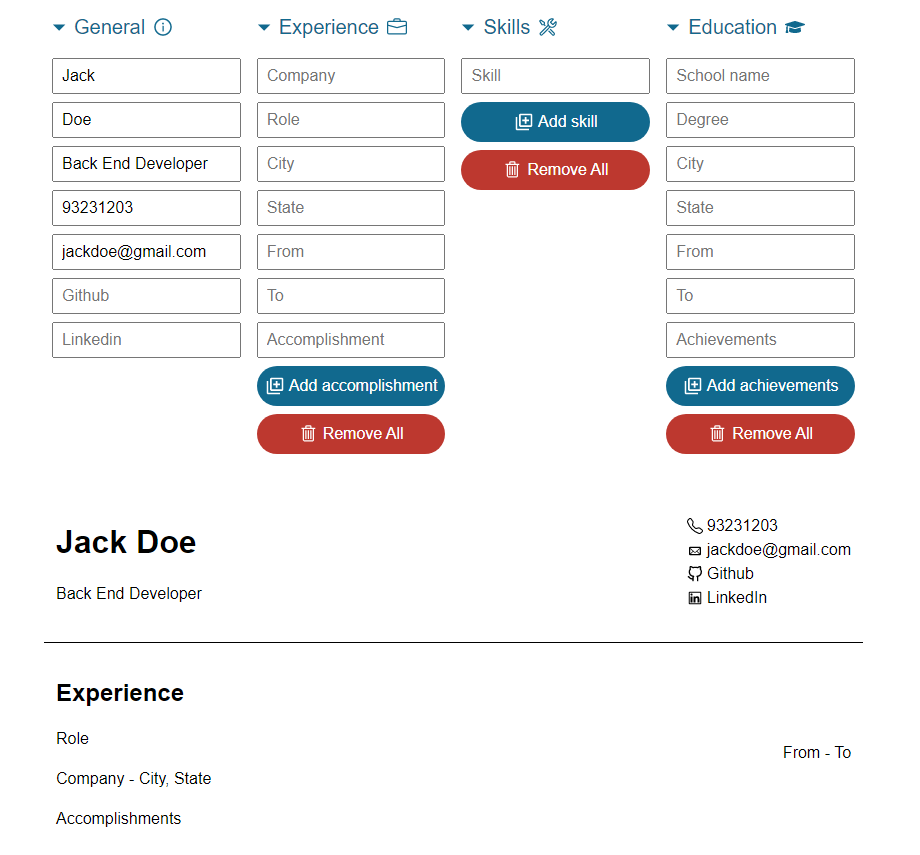 General
Jack
Doe
Back End Developer
93231203
jackdoe@gmail.com
Github
Linkedin
Experience
Company
Role
City
State
From
To
Accomplishment
Add accomplishment
Remove All
Skills
Skill
Add skill
Remove All
Education
School name
Degree
City
State
From
To
Achievements
Add achievements
Remove All
Jack Doe
Back End Developer
93231203
jackdoe@gmail.com
Github
LinkedIn
Experience
Role
From - To
Company - City, State
Accomplishments